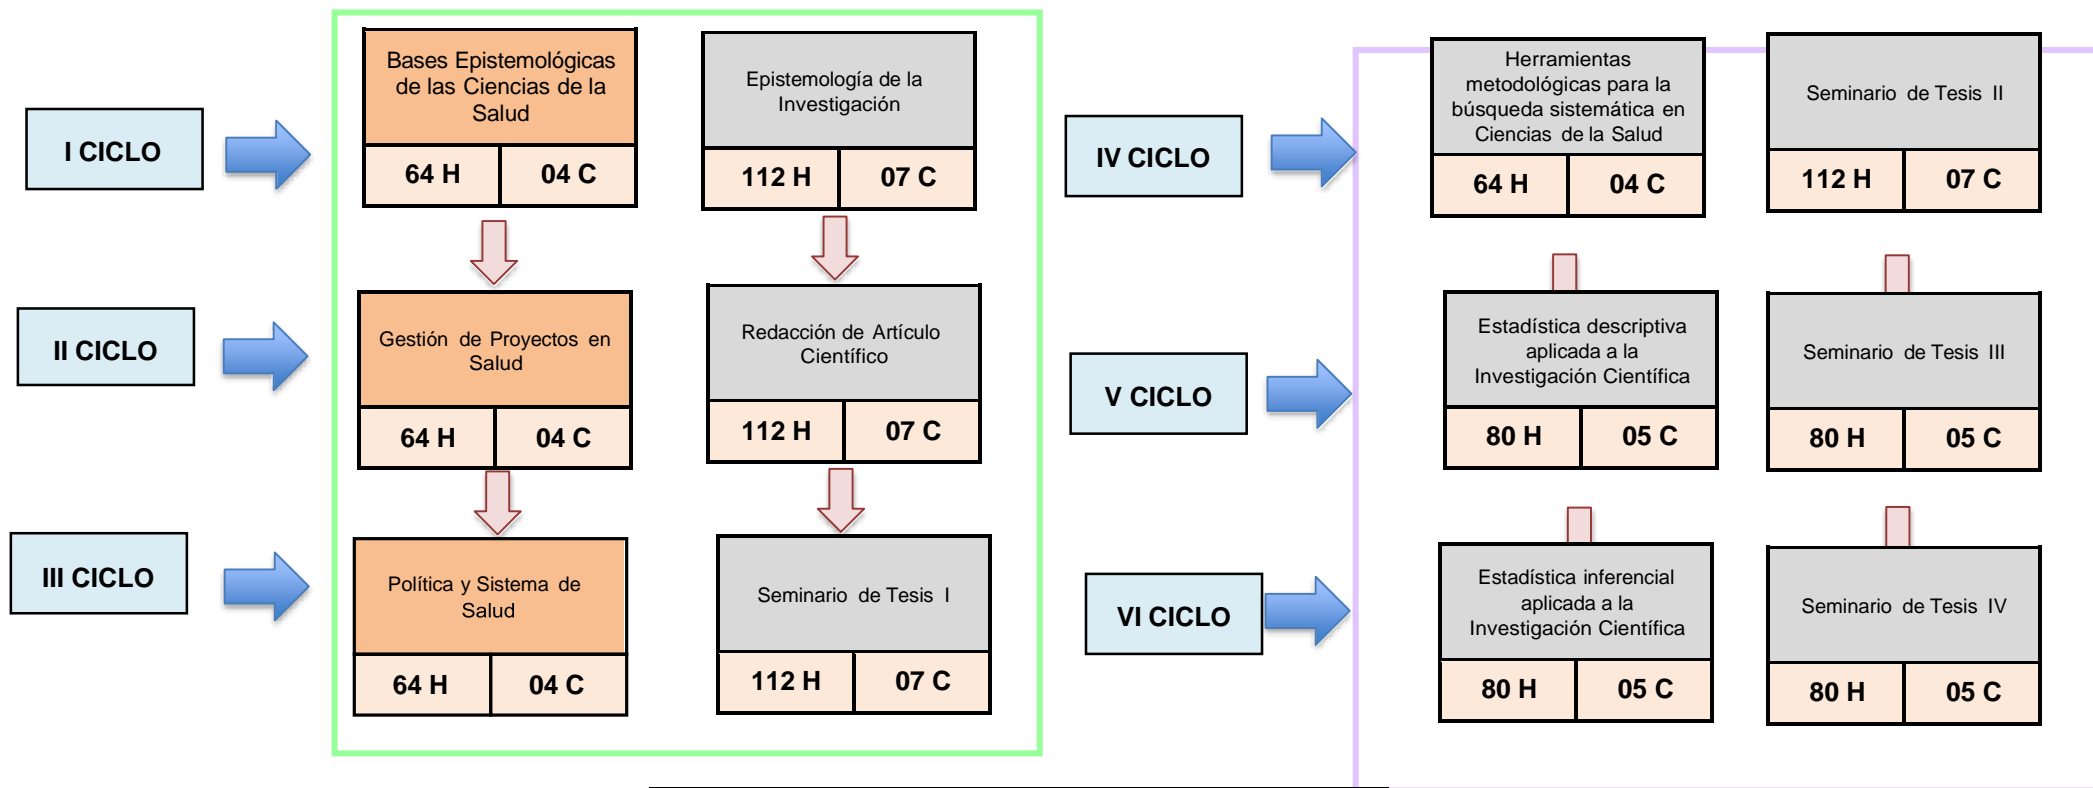 I CICLO
Bases Epistemológicas
de las Ciencias de la
Salud
64 H
04 C
Epistemología de la
Investigación
112 H
07 C
II CICLO
Gestión de Proyectos en
Salud
64 H
04 C
Redacción de Artículo
Científico
112 H
07 C
III CICLO
Política y Sistema de
Salud
64 H
04 C
Seminario de Tesis I
112 H
07 C
IV CICLO
Herramientas
metodológicas para la
búsqueda sistemática en
Ciencias de la Salud
64 H
04 C
Seminario de Tesis II
112 H
07 C
V CICLO
Estadística descriptiva
aplicada a la
Investigación Científica
80 H
05 C
Seminario de Tesis III
80 H
05 C
VI CICLO
Estadística inferencial
aplicada a la
Investigación Científica
80 H
05 C
Seminario de Tesis IV
80 H
05 C